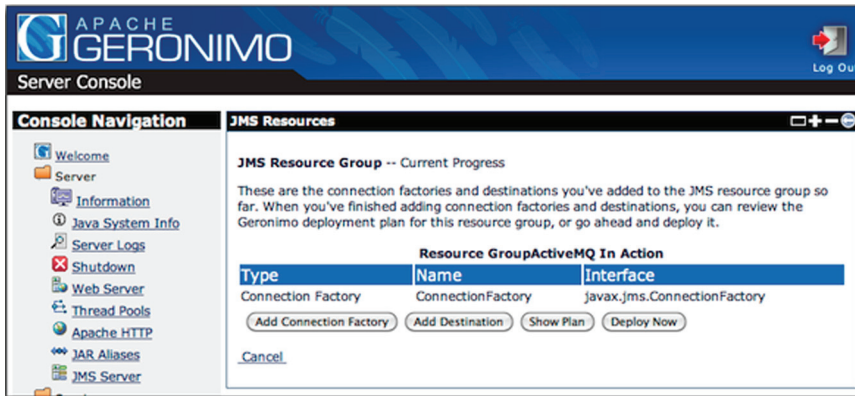 APACHE
GERONIMO
Server Console
Log Ou
Console Navigation
Welcome
Server
Information
Java System Info
Server Logs
Shutdown
Web Server
Thread Pools
Apache HTTP
JAR Aliases
JMS Server
JMS Resources
JMS Resource Group -- Current Progress
These are the connection factories and destinations you've added to the JMS resource group so
far. When you've finished adding connection factories and destinations, you can review the
Geronimo deployment plan for this resource group, or go ahead and deploy it.
Resource GroupActiveMQ In Action
Type Name Interface
Connection Factory ConnectionFactory javax.jms.ConnectionFactory
Add Connection Factory Add Destination Show Plan Deploy Now
Cancel